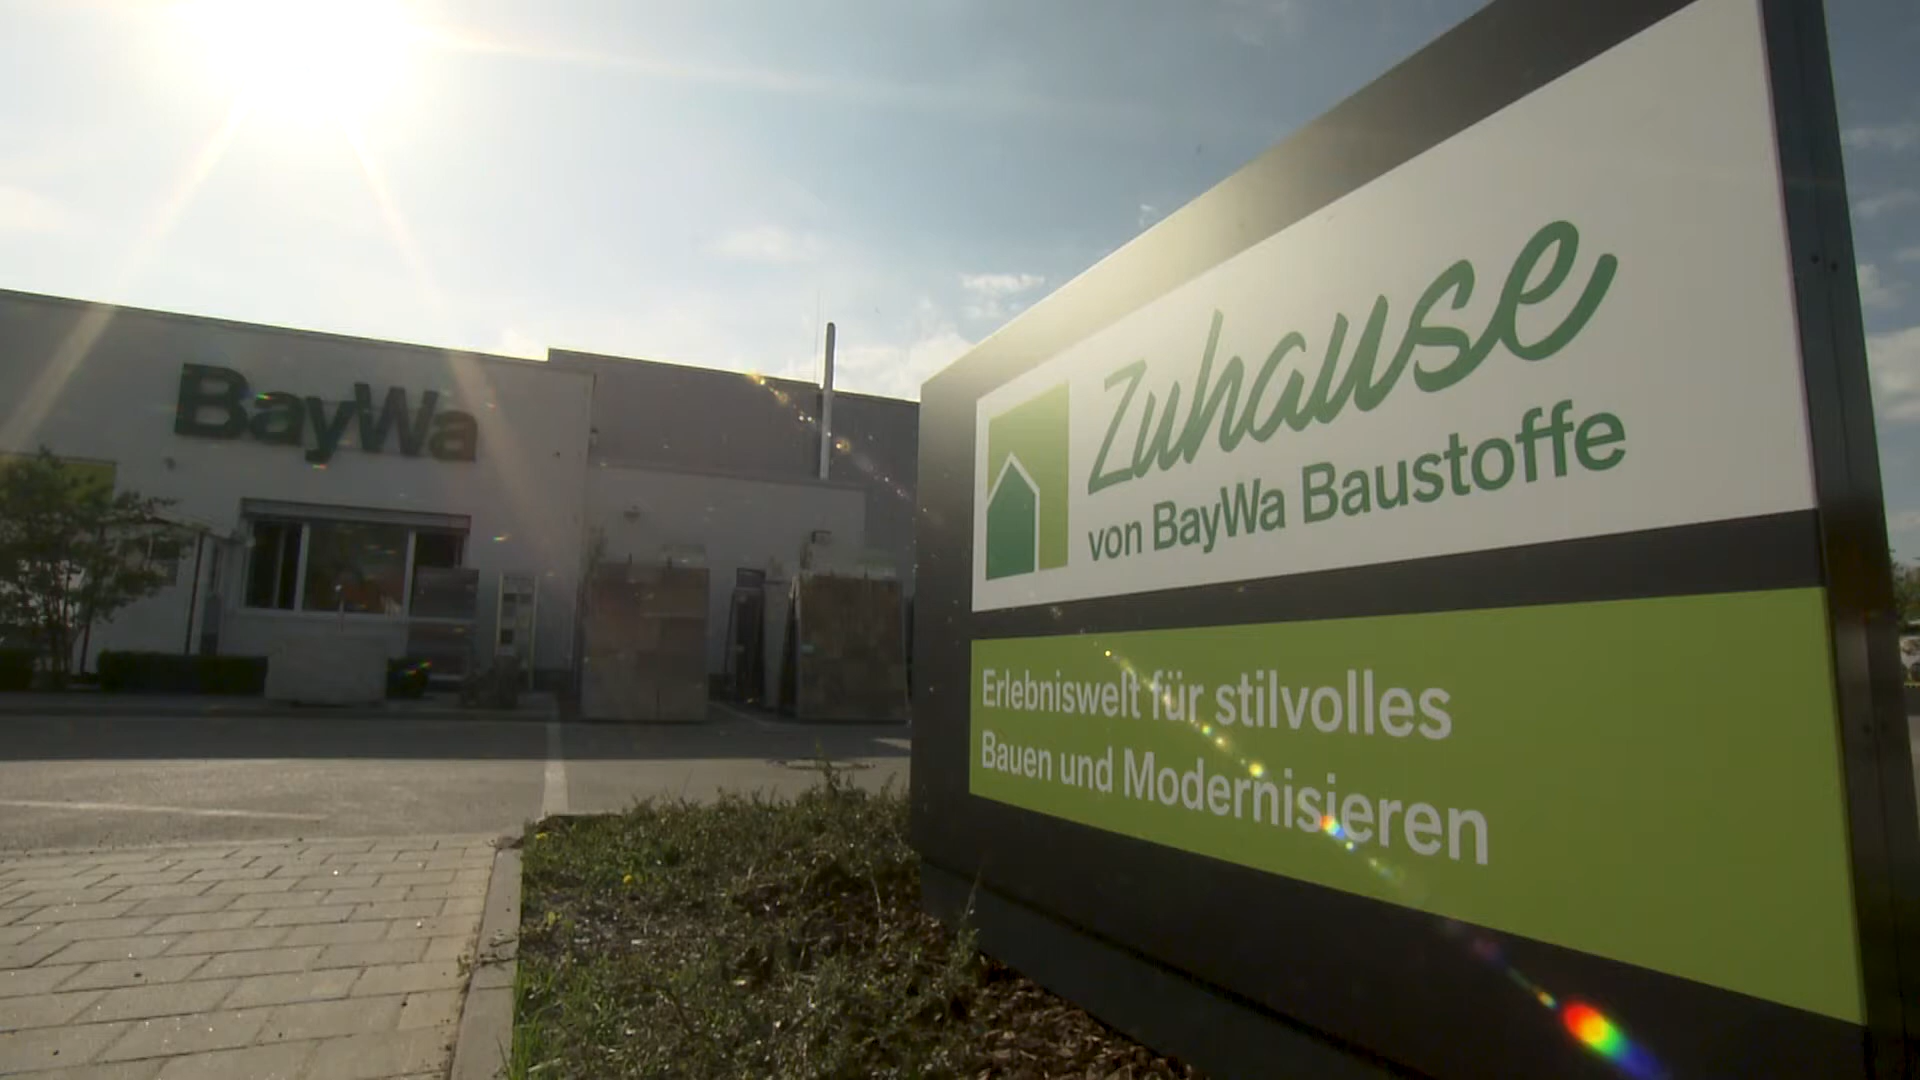 BayWa
Zuhause
von BayWa Baustoffe
Erlebniswelt für stilvolles
Bauen und Modernisieren